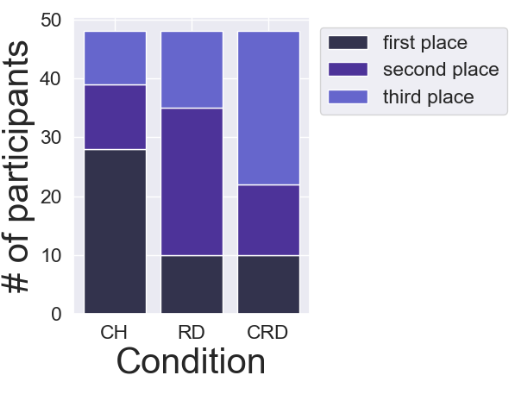 50
40
30
20
10
0
# of participants
CH RD CRD
Condition
first place
second place
third place